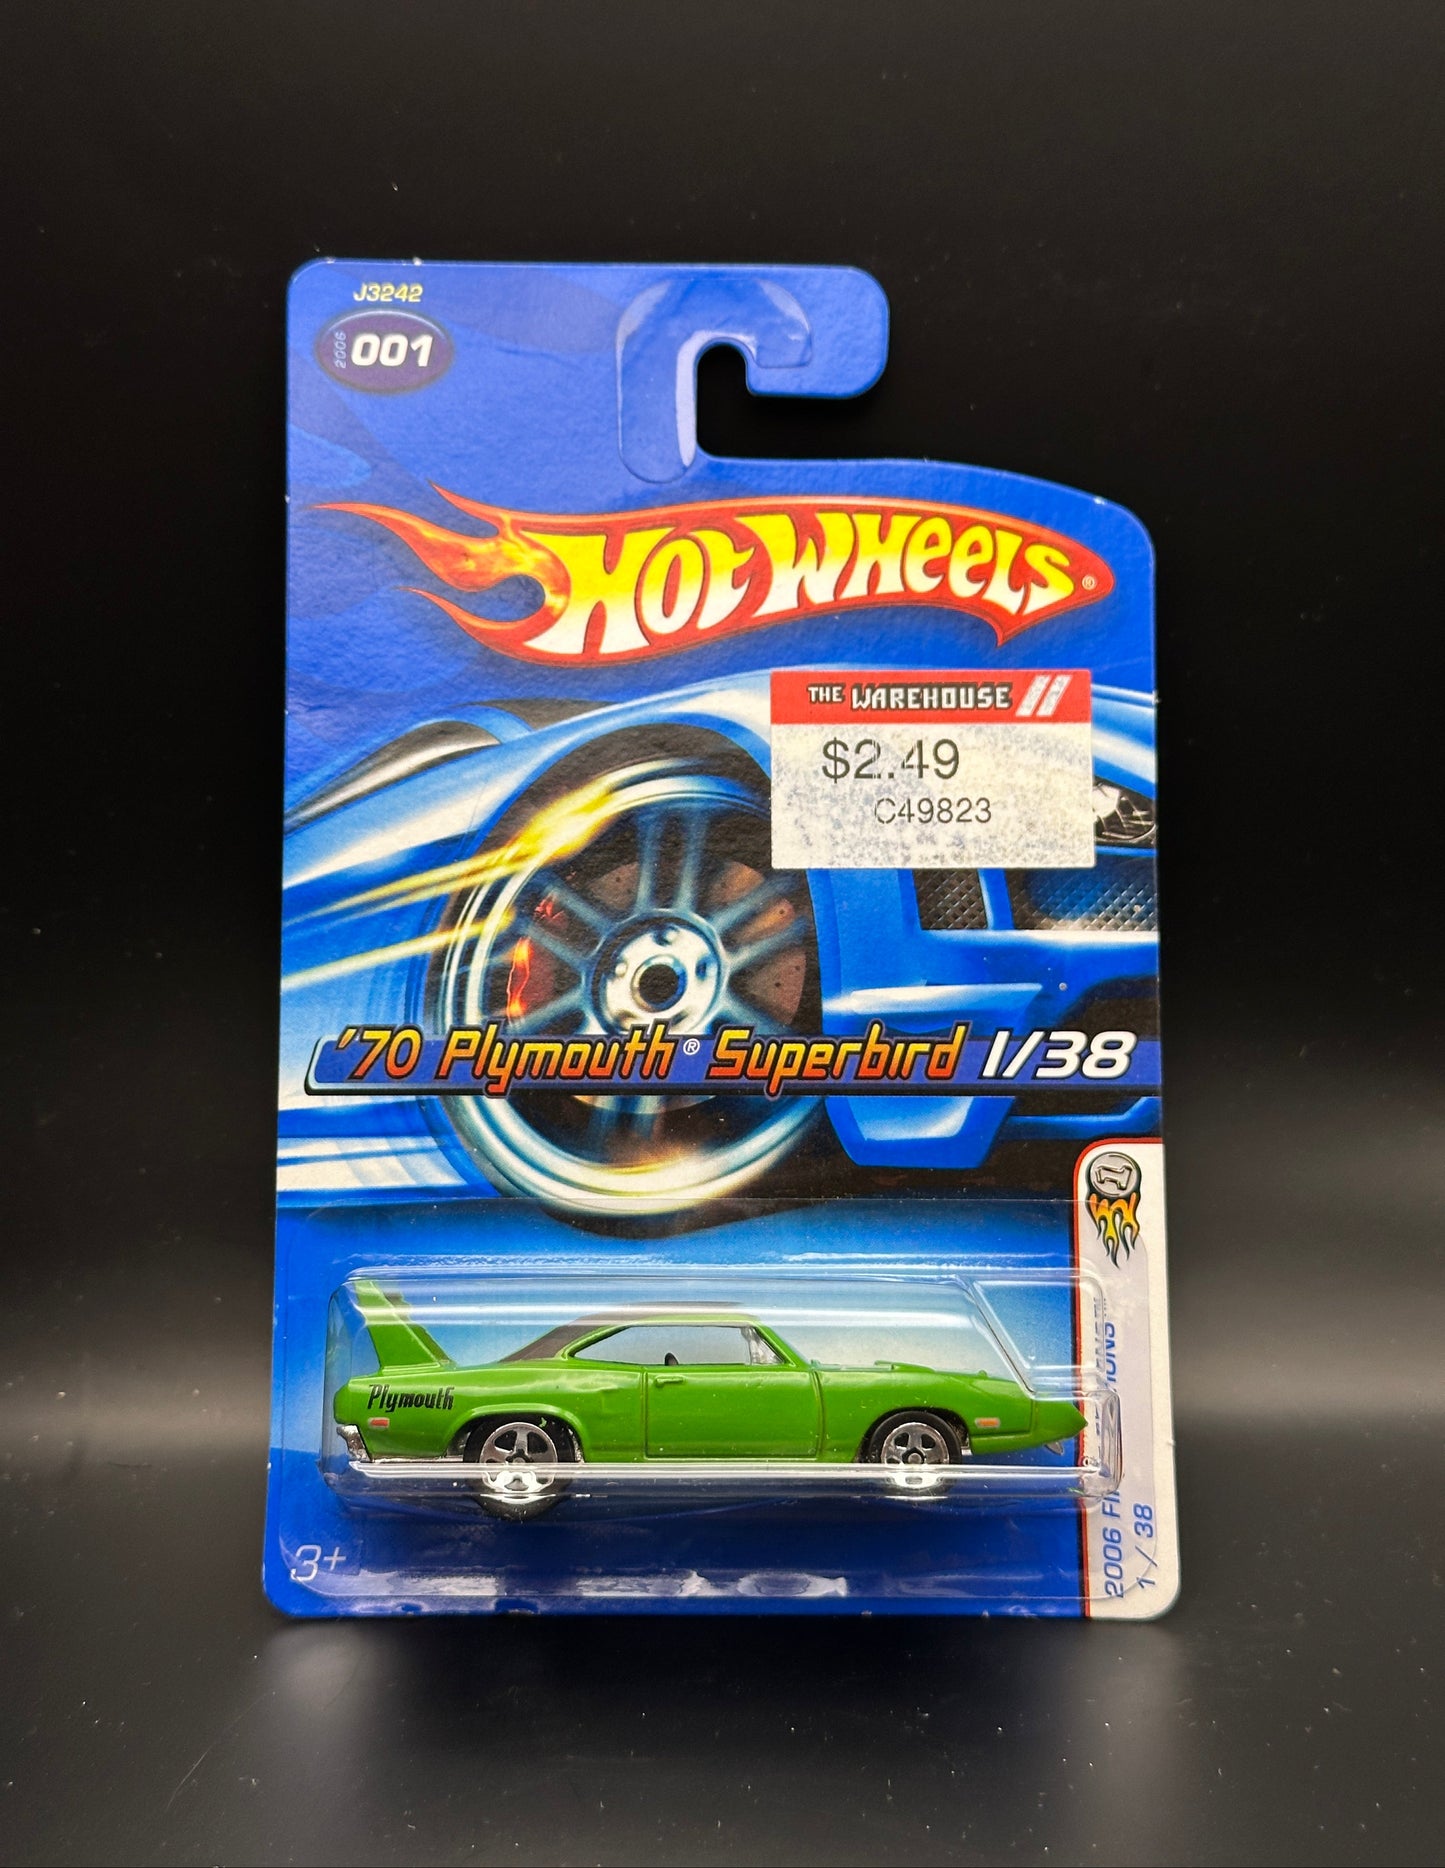 J3242
2006 001
HOT WHEELS®
THE WAREHOUSE
$2.49
C49823
'70 Plymouth® Superbird 1/38
1
Plymouth
3+
2006
1/38